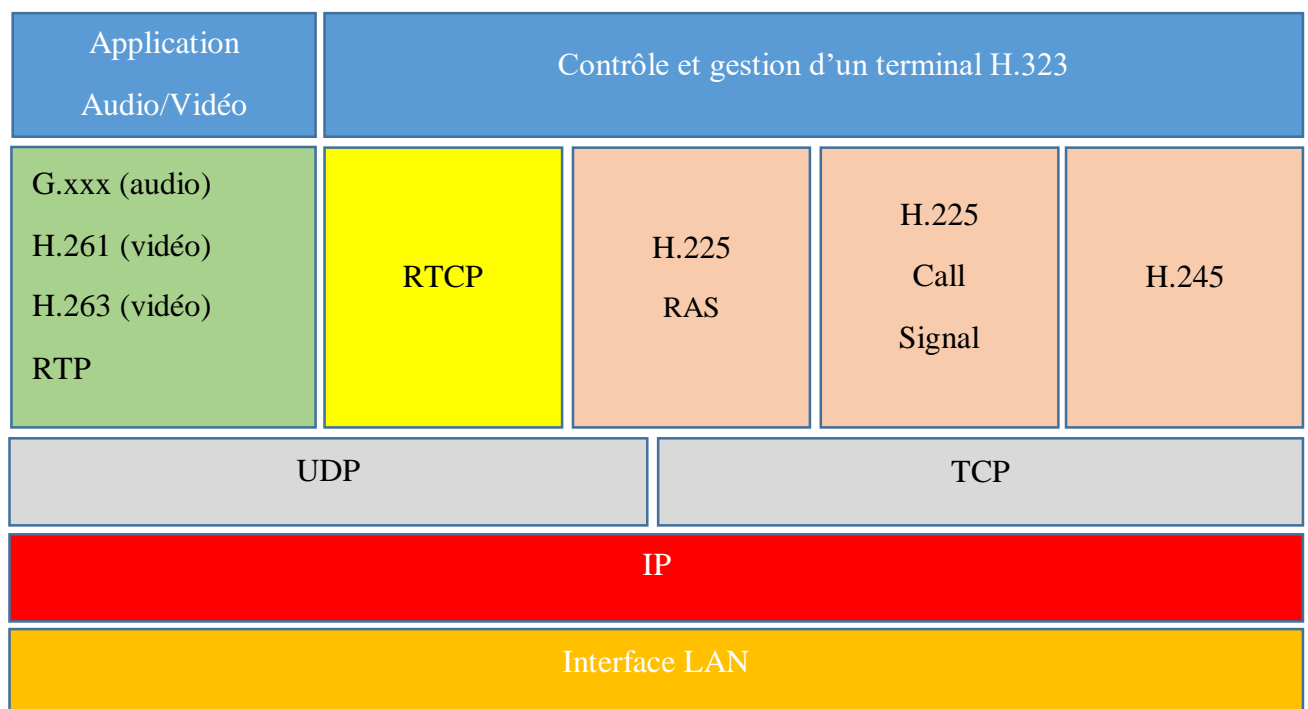 Application
Audio/Vidéo
Contrôle et gestion d’un terminal H.323
G.xxx (audio)
H.261 (vidéo)
H.263 (vidéo)
RTP
RTCP
H.225
RAS
H.225
Call
Signal
H.245
UDP
TCP
IP
Interface LAN